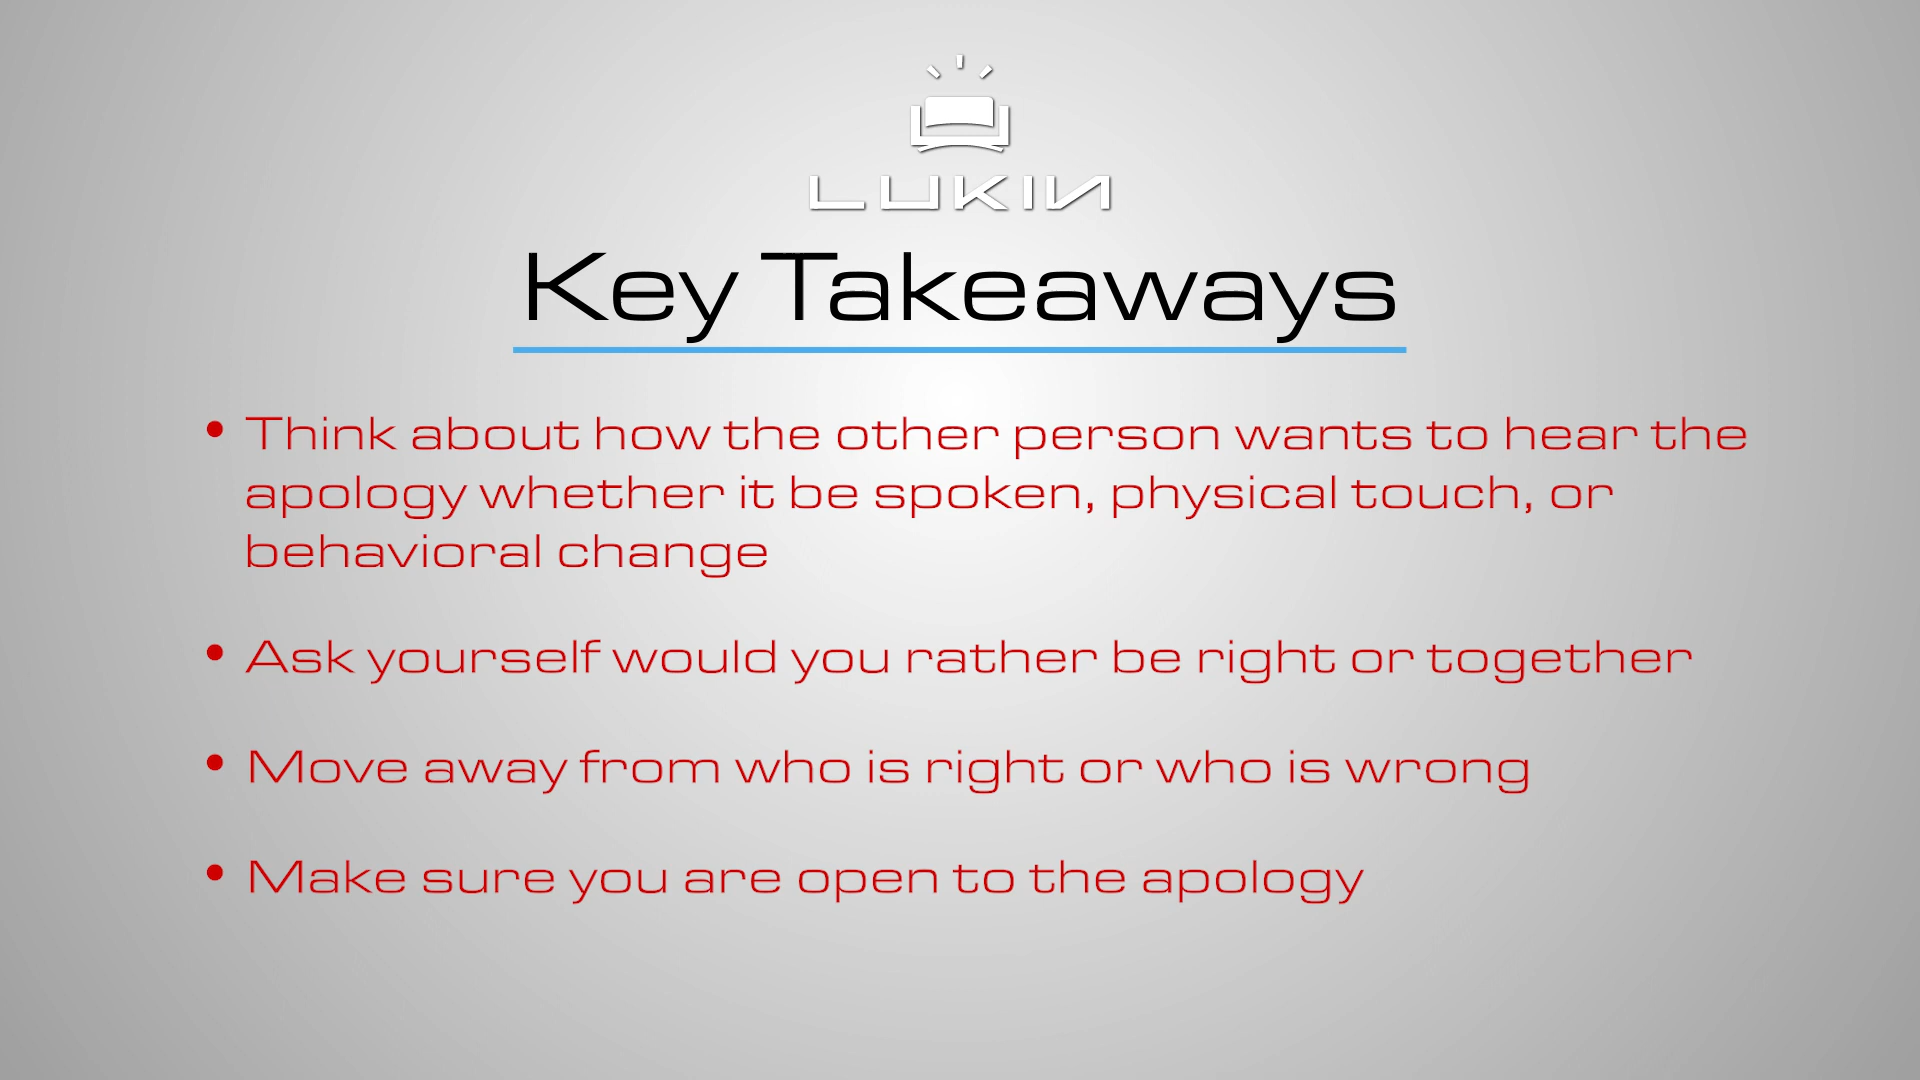 LUKIN
Key Takeaways
• Think about how the other person wants to hear the
apology whether it be spoken, physical touch, or
behavioral change
• Ask yourself would you rather be right or together
• Move away from who is right or who is wrong
• Make sure you are open to the apology